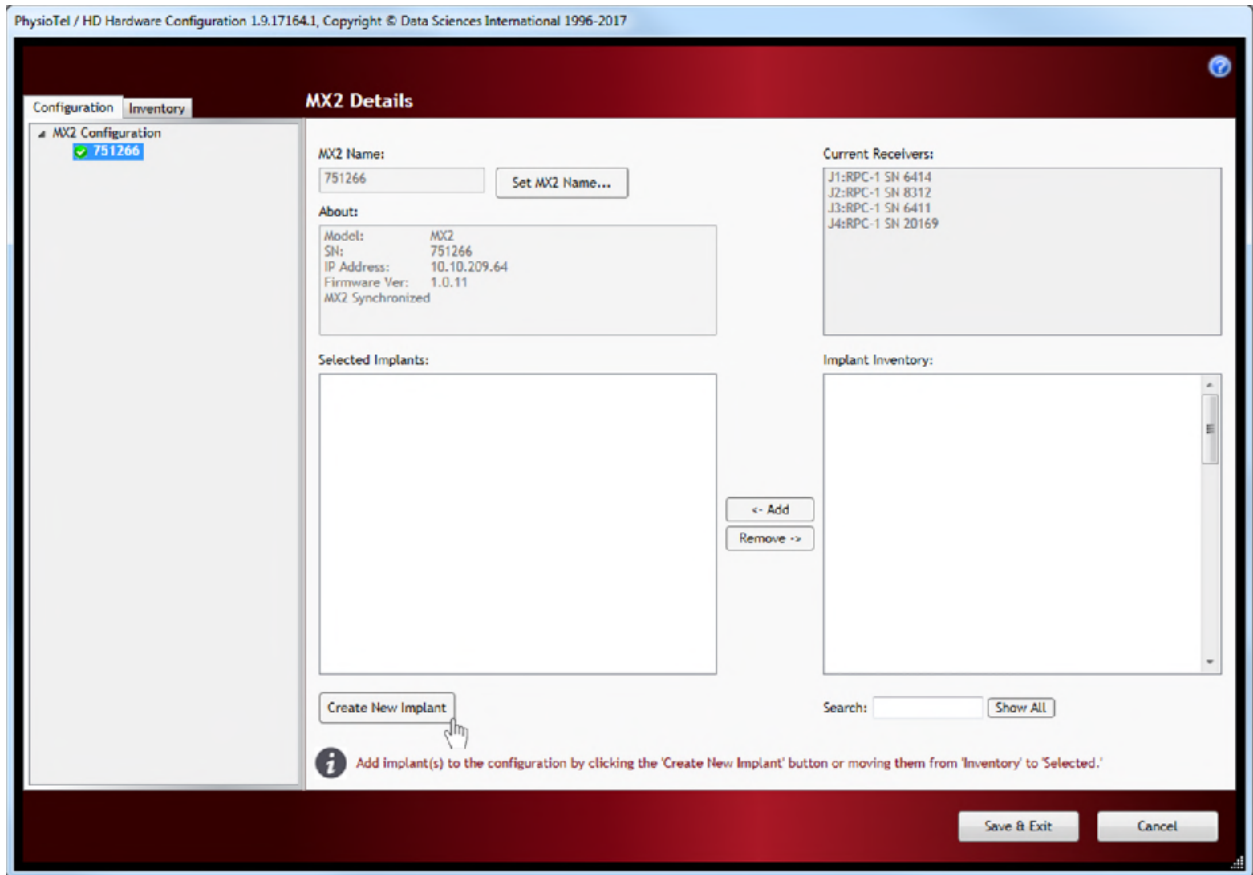 PhysioTel / HD Hardware Configuration 1.9.17164.1, Copyright © Data Sciences International 1996-2017
Configuration
Inventory
MX2 Details
MX2 Configuration
751266
MX2 Name:
751266
Set MX2 Name...
About:
Model: MX2
SN: 751266
IP Address: 10.10.209.64
Firmware Ver: 1.0.11
MX2 Synchronized
Current Receivers:
J1:RPC-1 SN 6414
J2:RPC-1 SN 8312
J3:RPC-1 SN 6411
J4:RPC-1 SN 20169
Selected Implants:
Implant Inventory:
<- Add
Remove ->
Create New Implant
Search:
Show All
Add implant(s) to the configuration by clicking the 'Create New Implant' button or moving them from 'Inventory' to 'Selected.'
Save & Exit
Cancel